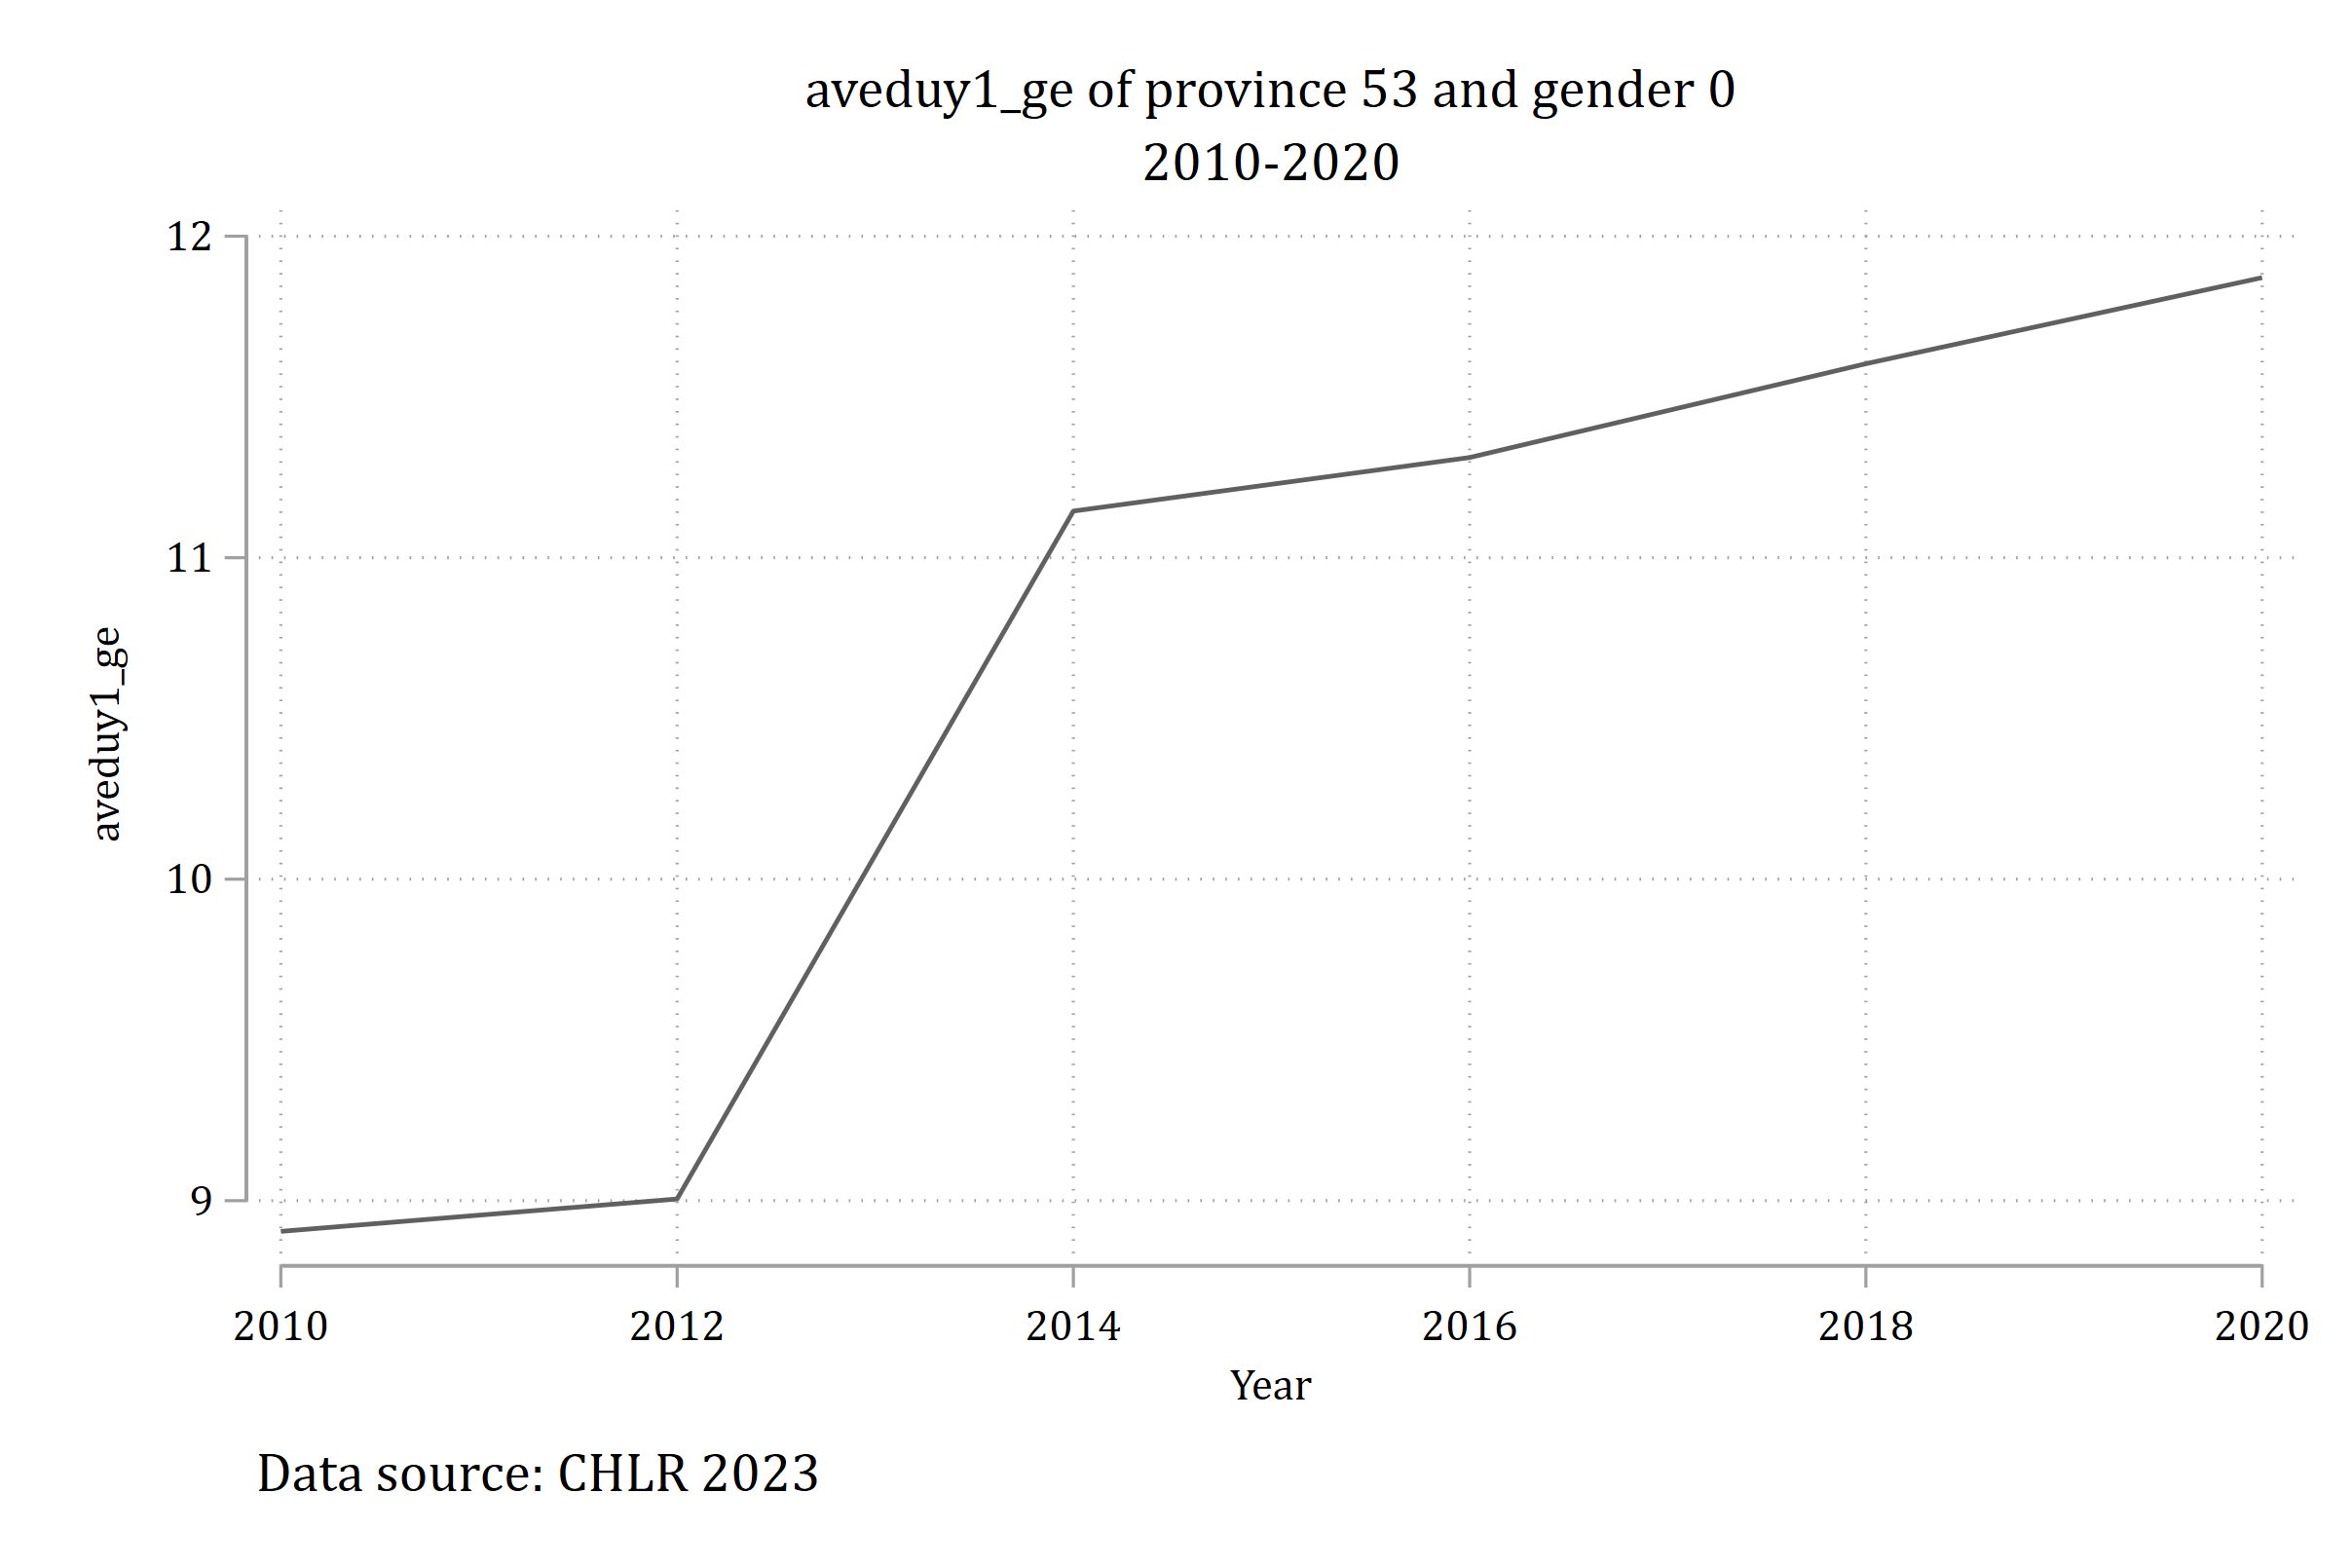 aveduy1_ge of province 53 and gender 0
2010-2020
12
11
10
9
aveduy1_ge
2010 2012 2014 2016 2018 2020
Year
Data source: CHLR 2023